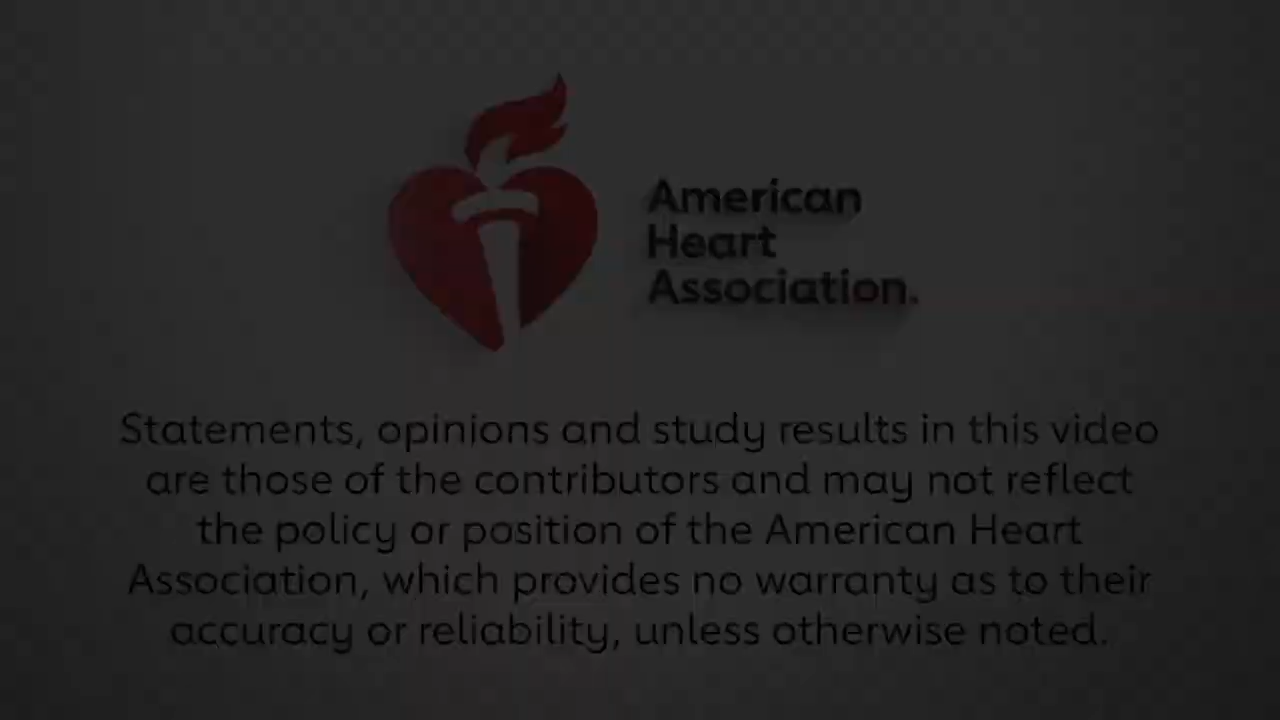 American
Heart
Association.
Statements, opinions and study results in this video
are those of the contributors and may not reflect
the policy or position of the American Heart
Association, which provides no warranty as to their
accuracy or reliability, unless otherwise noted.